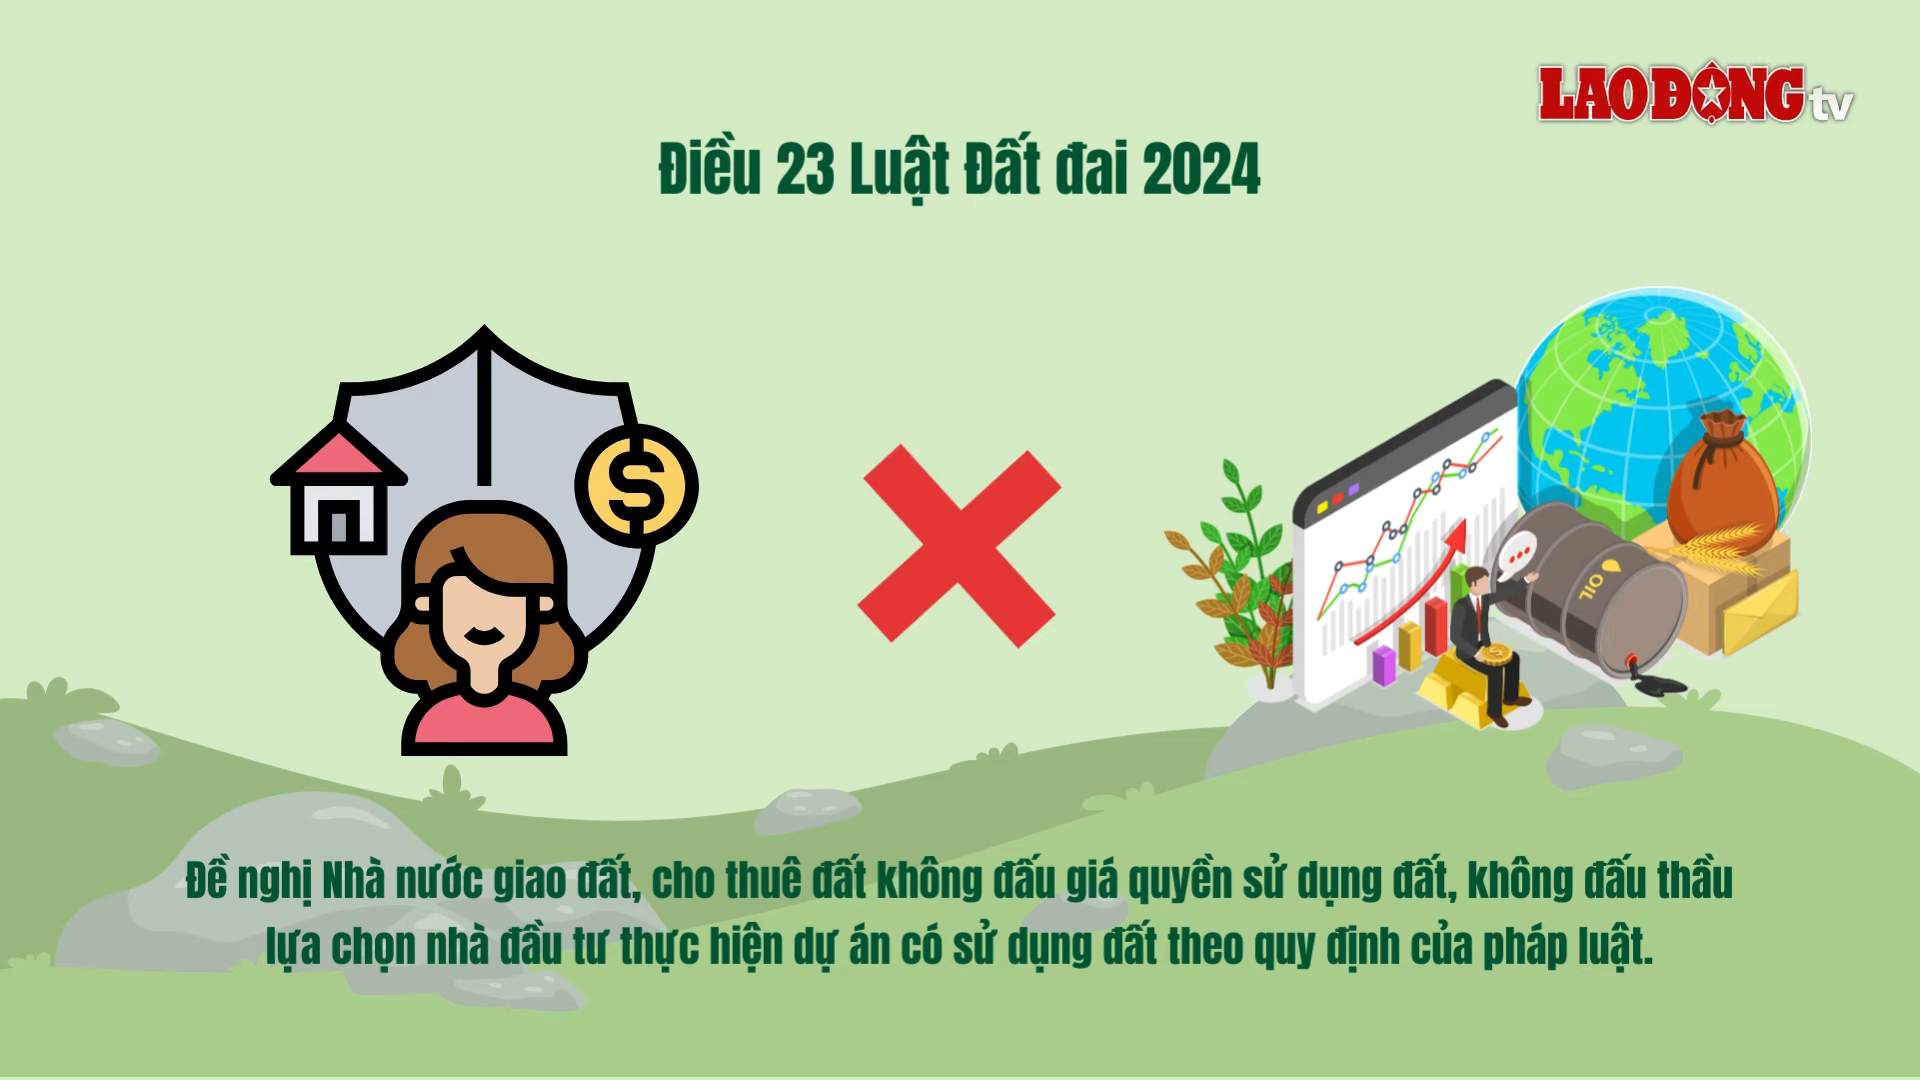 LAO ĐỘNG tv
Điều 23 Luật Đất đai 2024
OIL
Đề nghị Nhà nước giao đất, cho thuê đất không đấu giá quyền sử dụng đất, không đấu thầu
lựa chọn nhà đầu tư thực hiện dự án có sử dụng đất theo quy định của pháp luật.